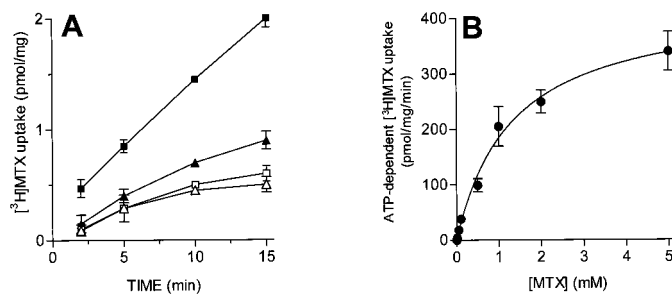 A
[³H]MTX uptake (pmol/mg)
2
1
0
0
5
10
15
TIME (min)
B
ATP-dependent [³H]MTX uptake
(pmol/mg/min)
400
300
200
100
0
0
1
2
3
4
5
[MTX] (mM)